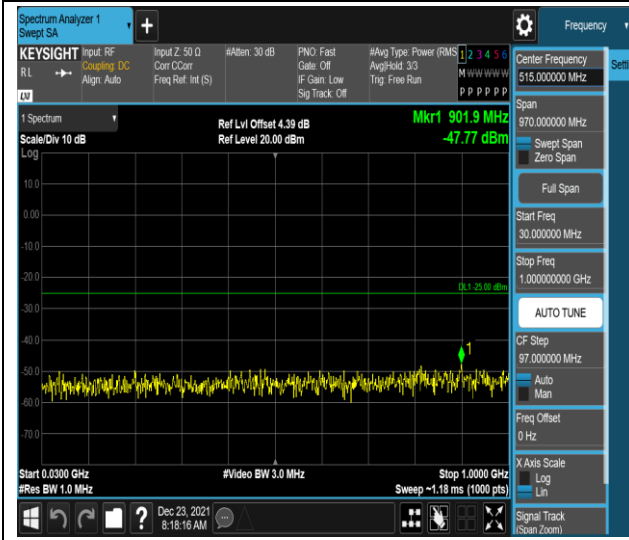 Spectrum Analyzer 1
Swept SA
+
Frequency
KEYSIGHT
RL
LXI
Input: RF
Coupling: DC
Align: Auto
Input Z: 50 Ω
Corr CCorr
Freq Ref: Int (S)
#Atten: 30 dB
PNO: Fast
Gate: Off
IF Gain: Low
Sig Track: Off
#Avg Type: Power (RMS
Avg|Hold: 3/3
Trig: Free Run
1 2 3 4 5 6
M W W W W W
P P P P P P
1 Spectrum
Scale/Div 10 dB
Log
Ref Lvl Offset 4.39 dB
Ref Level 20.00 dBm
Mkr1 901.9 MHz
-47.77 dBm
10.0
0.00
-10.0
-20.0
DL1 -25.00 dBm
-30.0
-40.0
1
-50.0
-60.0
-70.0
Start 0.0300 GHz
#Video BW 3.0 MHz
Stop 1.0000 GHz
#Res BW 1.0 MHz
Sweep ~1.18 ms (1000 pts)
?
Dec 23, 2021
8:18:16 AM
Center Frequency
515.000000 MHz
Setti
Span
970.000000 MHz
Swept Span
Zero Span
Full Span
Start Freq
30.000000 MHz
Stop Freq
1.000000000 GHz
AUTO TUNE
CF Step
97.000000 MHz
Auto
Man
Freq Offset
0 Hz
X Axis Scale
Log
Lin
Signal Track
(Span Zoom)